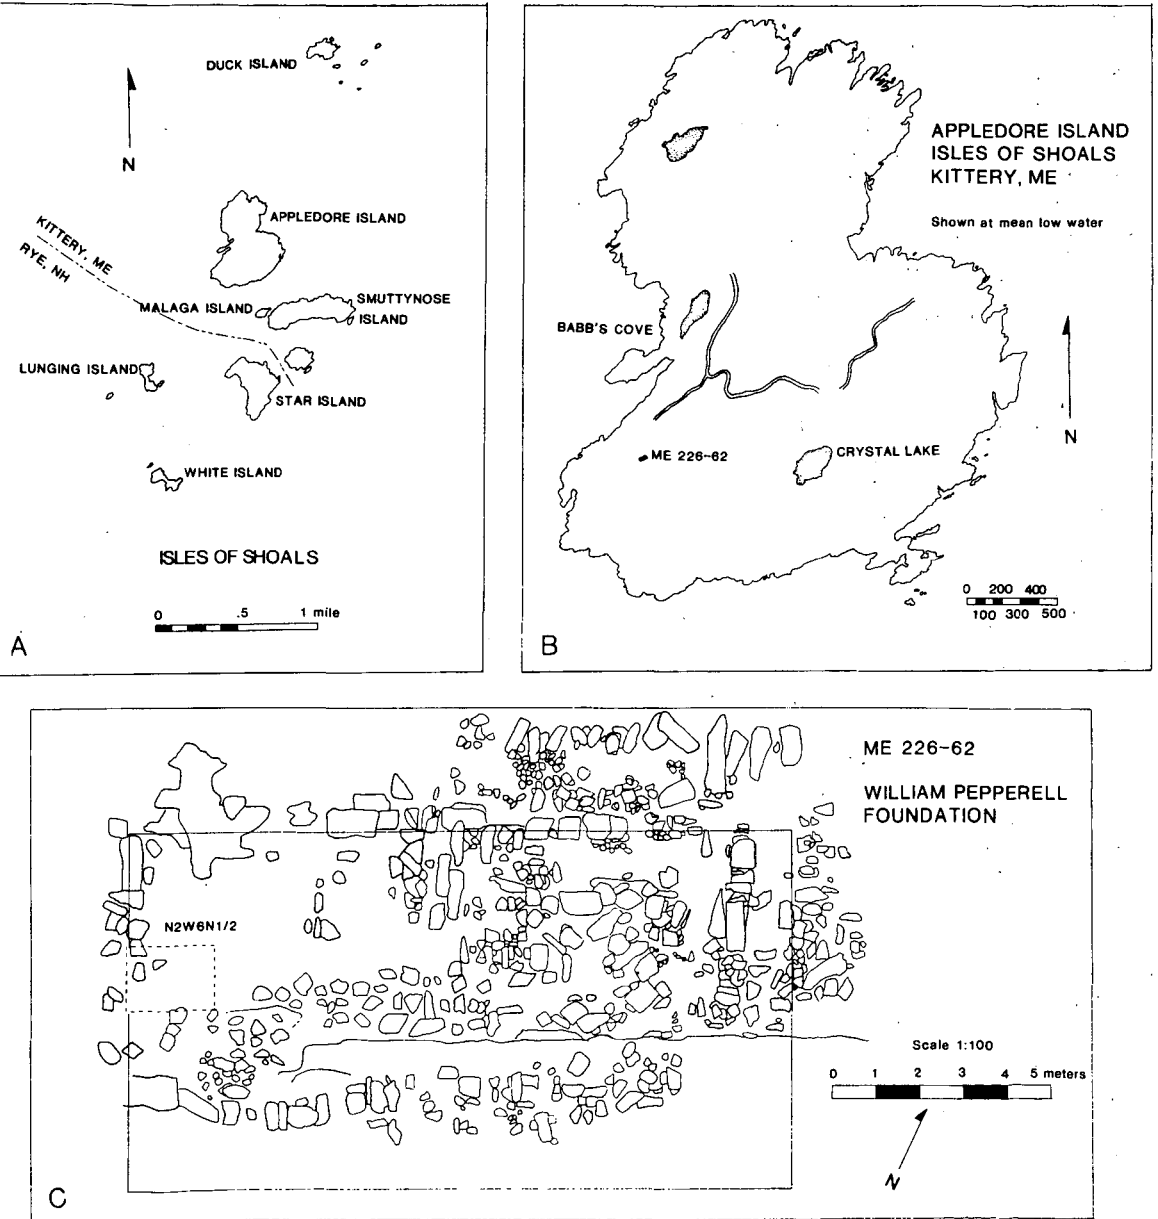 DUCK ISLAND
N
APPLEDORE ISLAND
KITTERY, ME
RYE, NH
MALAGA ISLAND
SMUTTYNOSE
ISLAND
LUNGING ISLAND
STAR ISLAND
WHITE ISLAND
ISLES OF SHOALS
0 .5 1 mile
A
APPLEDORE ISLAND
ISLES OF SHOALS
KITTERY, ME
Shown at mean low water
BABB'S COVE
N
ME 226-62
CRYSTAL LAKE
0 200 400
100 300 500
B
ME 226-62
WILLIAM PEPPERELL
FOUNDATION
N2W6N1/2
Scale 1:100
0 1 2 3 4 5 meters
N
C